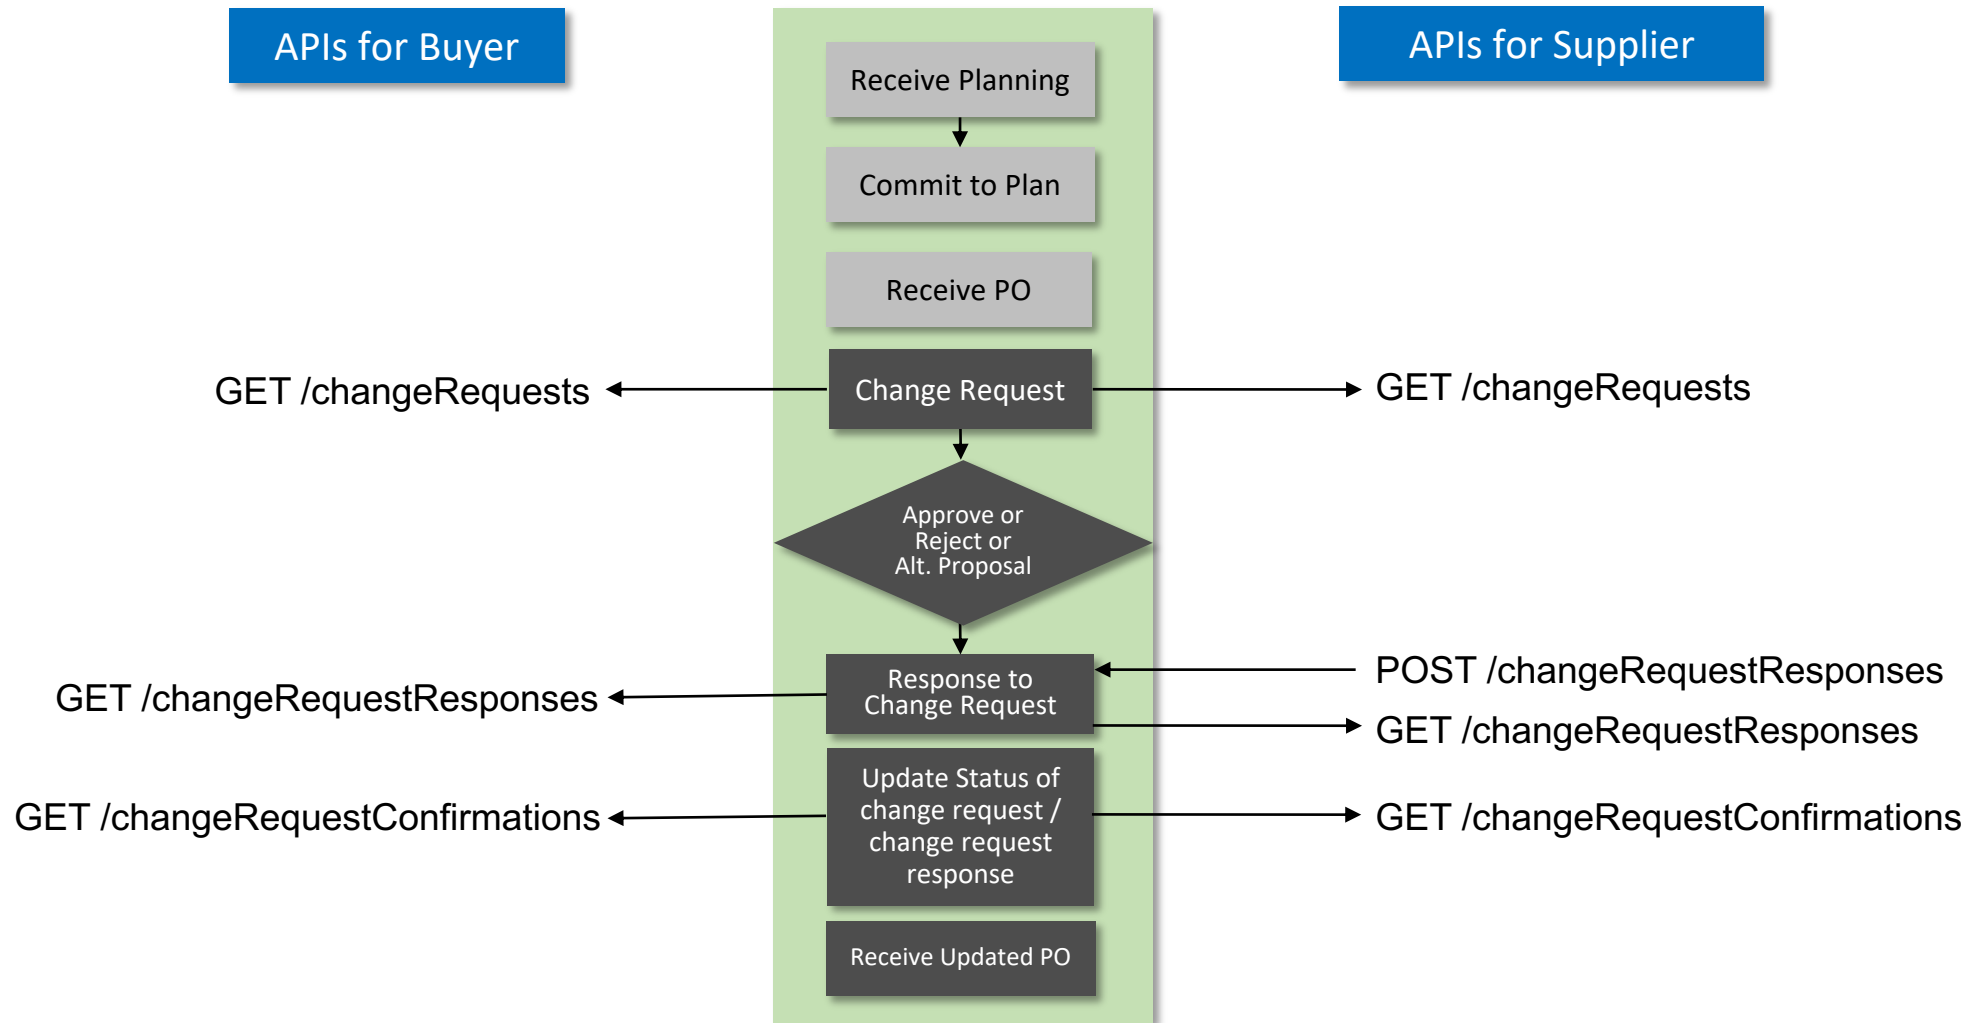 APIs for Buyer
APIs for Supplier
Receive Planning
Commit to Plan
Receive PO
GET /changeRequests
Change Request
GET /changeRequests
Approve or
Reject or
Alt. Proposal
GET /changeRequestResponses
Response to
Change Request
POST /changeRequestResponses
GET /changeRequestResponses
GET /changeRequestConfirmations
Update Status of
change request /
change request
response
GET /changeRequestConfirmations
Receive Updated PO